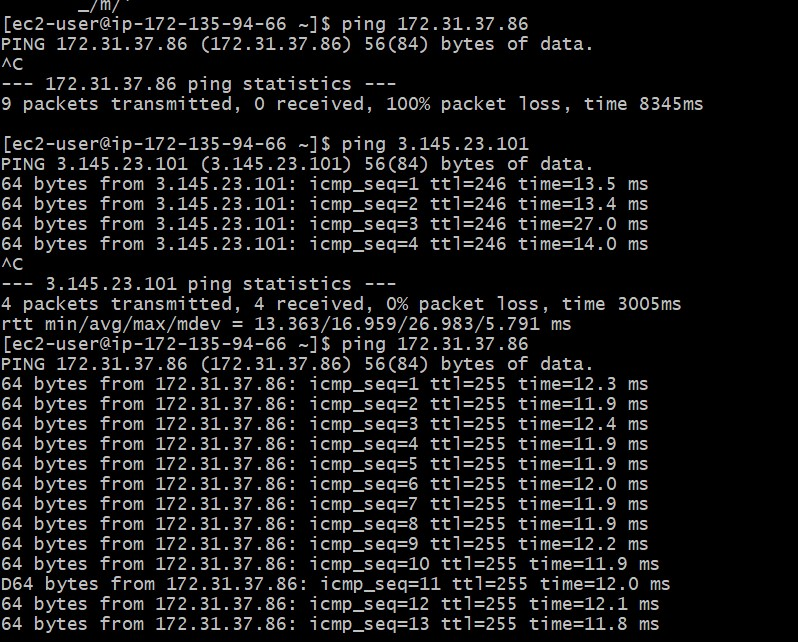 _/m/'
[ec2-user@ip-172-135-94-66 ~]$ ping 172.31.37.86
PING 172.31.37.86 (172.31.37.86) 56(84) bytes of data.
^C
--- 172.31.37.86 ping statistics ---
9 packets transmitted, 0 received, 100% packet loss, time 8345ms

[ec2-user@ip-172-135-94-66 ~]$ ping 3.145.23.101
PING 3.145.23.101 (3.145.23.101) 56(84) bytes of data.
64 bytes from 3.145.23.101: icmp_seq=1 ttl=246 time=13.5 ms
64 bytes from 3.145.23.101: icmp_seq=2 ttl=246 time=13.4 ms
64 bytes from 3.145.23.101: icmp_seq=3 ttl=246 time=27.0 ms
64 bytes from 3.145.23.101: icmp_seq=4 ttl=246 time=14.0 ms
^C
--- 3.145.23.101 ping statistics ---
4 packets transmitted, 4 received, 0% packet loss, time 3005ms
rtt min/avg/max/mdev = 13.363/16.959/26.983/5.791 ms
[ec2-user@ip-172-135-94-66 ~]$ ping 172.31.37.86
PING 172.31.37.86 (172.31.37.86) 56(84) bytes of data.
64 bytes from 172.31.37.86: icmp_seq=1 ttl=255 time=12.3 ms
64 bytes from 172.31.37.86: icmp_seq=2 ttl=255 time=11.9 ms
64 bytes from 172.31.37.86: icmp_seq=3 ttl=255 time=12.4 ms
64 bytes from 172.31.37.86: icmp_seq=4 ttl=255 time=11.9 ms
64 bytes from 172.31.37.86: icmp_seq=5 ttl=255 time=11.9 ms
64 bytes from 172.31.37.86: icmp_seq=6 ttl=255 time=12.0 ms
64 bytes from 172.31.37.86: icmp_seq=7 ttl=255 time=11.9 ms
64 bytes from 172.31.37.86: icmp_seq=8 ttl=255 time=11.9 ms
64 bytes from 172.31.37.86: icmp_seq=9 ttl=255 time=12.2 ms
64 bytes from 172.31.37.86: icmp_seq=10 ttl=255 time=11.9 ms
D64 bytes from 172.31.37.86: icmp_seq=11 ttl=255 time=12.0 ms
64 bytes from 172.31.37.86: icmp_seq=12 ttl=255 time=12.1 ms
64 bytes from 172.31.37.86: icmp_seq=13 ttl=255 time=11.8 ms